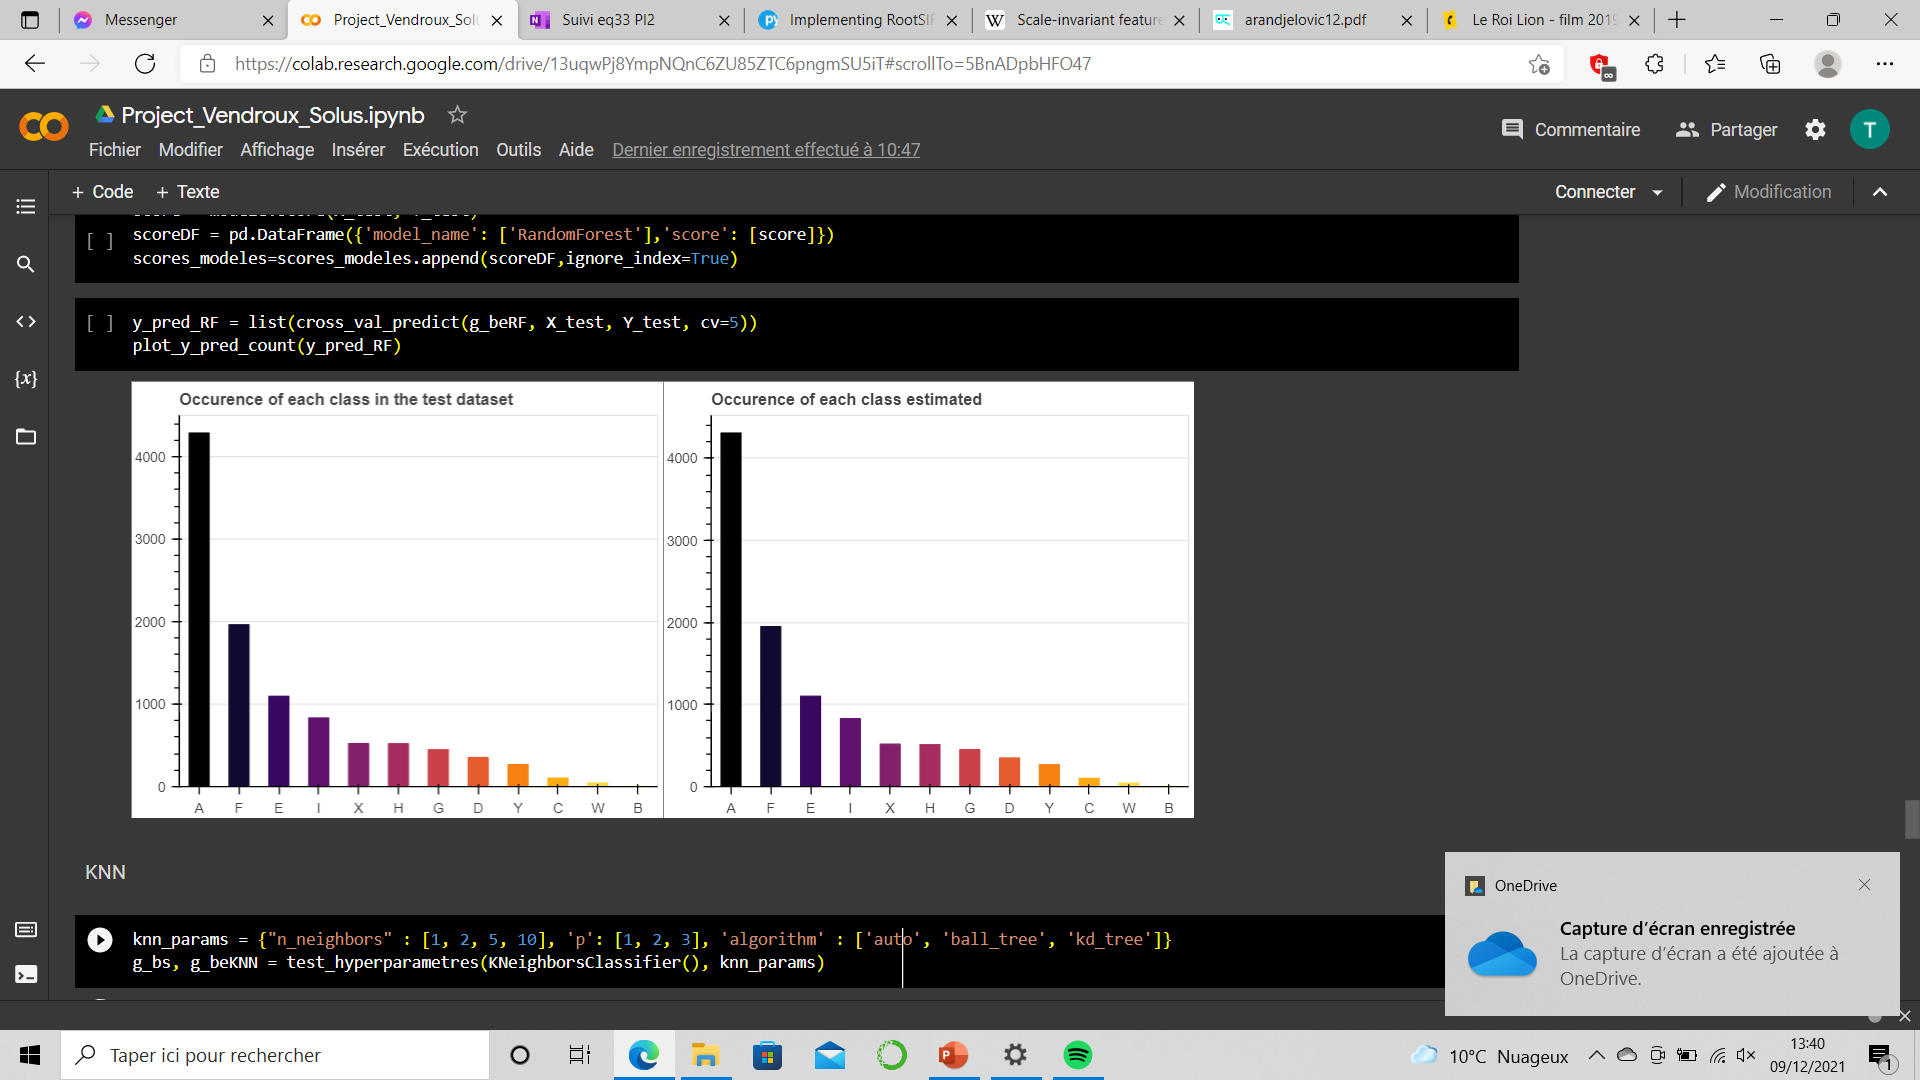 Messenger
Project_Vendroux_Solu
Suivi eq33 PI2
Implementing RootSIF
Scale-invariant feature
arandjelovic12.pdf
Le Roi Lion - film 2019
https://colab.research.google.com/drive/13uqwPj8YmpNQnC6ZU85ZTC6pngmSU5iT#scrollTo=5BnADpbHFO47
Project_Vendroux_Solus.ipynb
Commentaire
Partager
T
Fichier Modifier Affichage Insérer Exécution Outils Aide Dernier enregistrement effectué à 10:47
+ Code + Texte
Connecter
Modification
[ ] scoreDF = pd.DataFrame({'model_name': ['RandomForest'],'score': [score]})
scores_modeles=scores_modeles.append(scoreDF,ignore_index=True)
[ ] y_pred_RF = list(cross_val_predict(g_beRF, X_test, Y_test, cv=5))
plot_y_pred_count(y_pred_RF)
Occurence of each class in the test dataset
4000
3000
2000
1000
0
A F E I X H G D Y C W B
Occurence of each class estimated
4000
3000
2000
1000
0
A F E I X H G D Y C W B
KNN
knn_params = {"n_neighbors" : [1, 2, 5, 10], 'p': [1, 2, 3], 'algorithm' : ['auto', 'ball_tree', 'kd_tree']}
g_bs, g_beKNN = test_hyperparametres(KNeighborsClassifier(), knn_params)
OneDrive
Capture d'écran enregistrée
La capture d'écran a été ajoutée à
OneDrive.
Taper ici pour rechercher
10°C Nuageux
13:40
09/12/2021
1